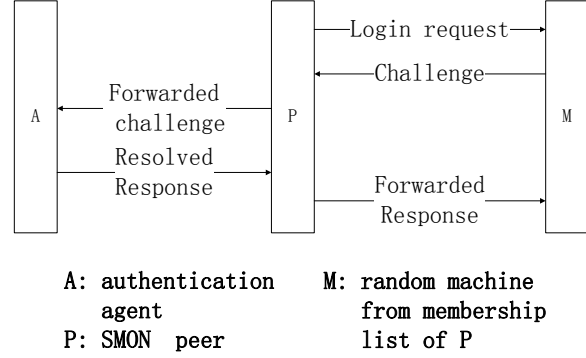 Login request
Challenge
Forwarded
challenge
A
P
M
Resolved
Response
Forwarded
Response
A: authentication
agent
P: SMON peer
M: random machine
from membership
list of P